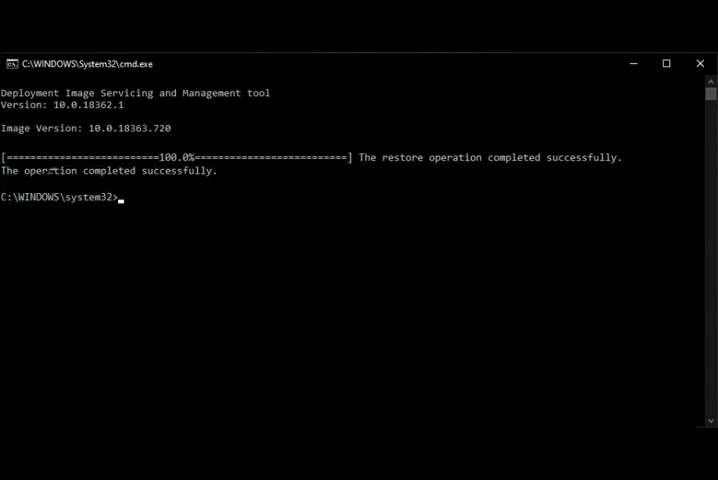 C:\WINDOWS\System32\cmd.exe
Deployment Image Servicing and Management tool
Version: 10.0.18362.1
Image Version: 10.0.18363.720
[==========================100.0%==========================] The restore operation completed successfully.
The operation completed successfully.
C:\WINDOWS\system32>